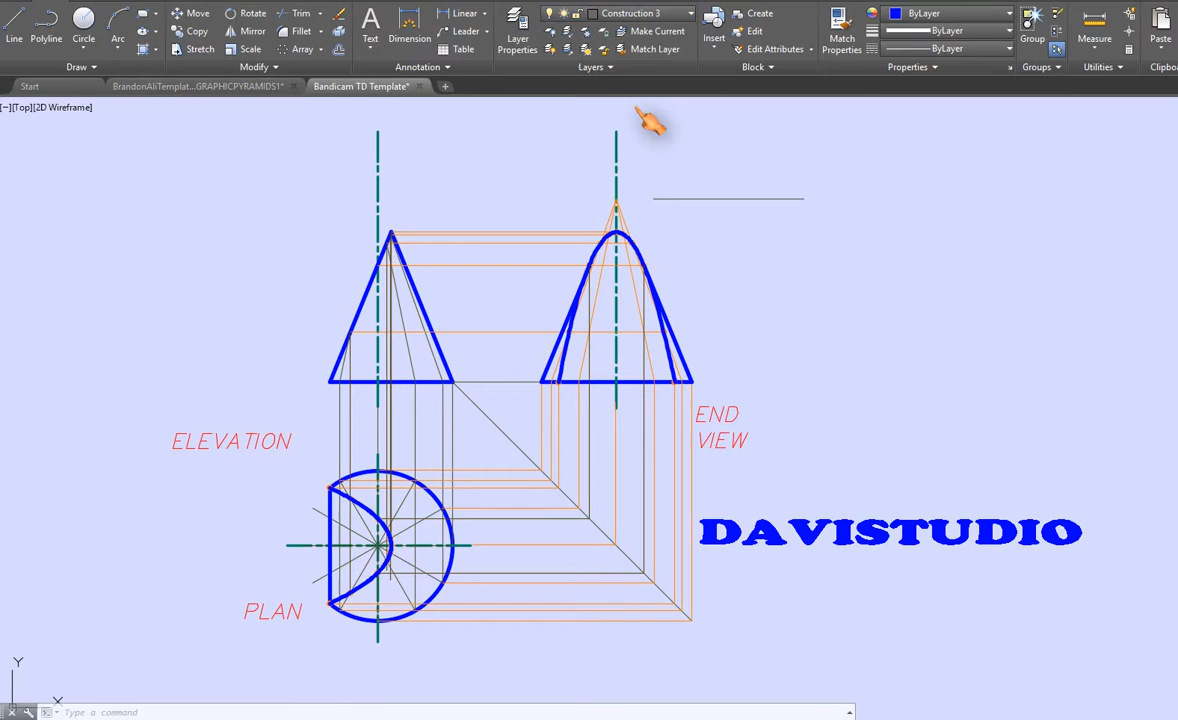 Line
Polyline
Circle
Arc
Move
Rotate
Trim
Copy
Mirror
Fillet
Stretch
Scale
Array
Text
Dimension
Linear
Leader
Table
Layer
Properties
Construction 3
Make Current
Match Layer
Insert
Create
Edit
Edit Attributes
Match
Properties
ByLayer
ByLayer
ByLayer
Group
Measure
Paste
Draw
Modify
Annotation
Layers
Block
Properties
Groups
Utilities
Clipbo
Start
BrandonAliTemplat...GRAPHICPYRAMIDS1*
Bandicam TD Template*
[−][Top][2D Wireframe]
ELEVATION
END
VIEW
DAVISTUDIO
PLAN
Y
X
Type a command